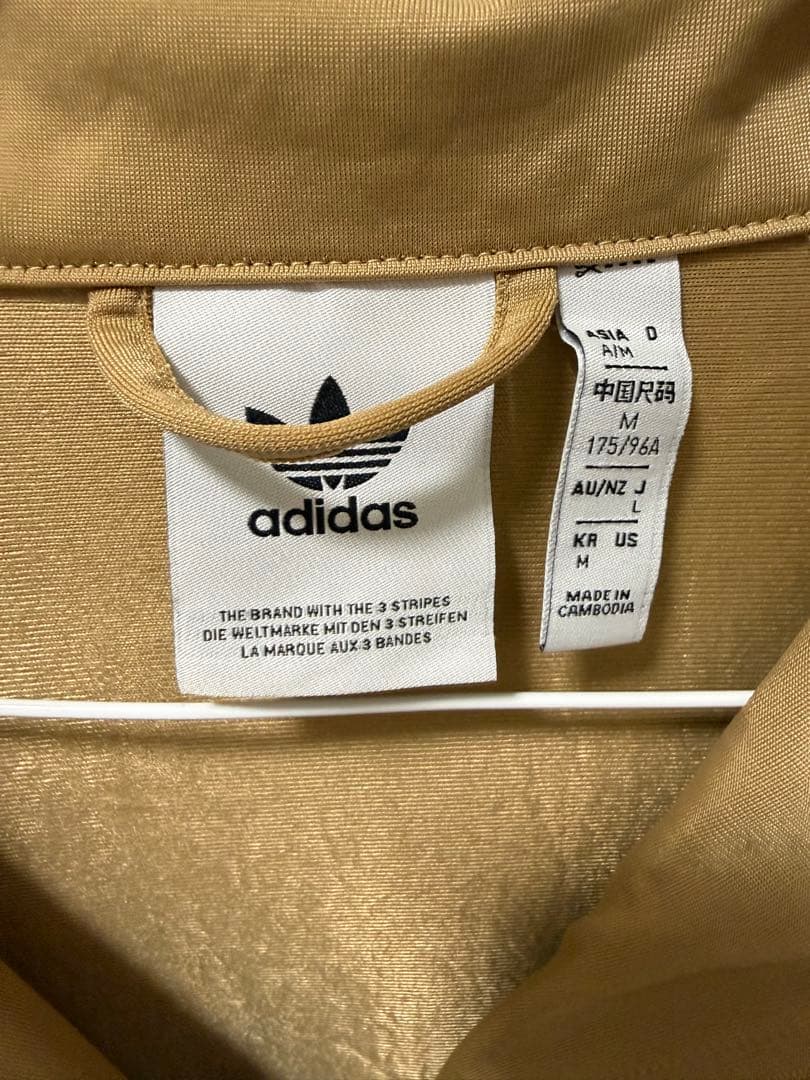 adidas
THE BRAND WITH THE 3 STRIPES
DIE WELTMARKE MIT DEN 3 STREIFEN
LA MARQUE AUX 3 BANDES
ASIA D
A/M
中国尺码
M
175/96A
AU/NZ J
L
KR US
M
MADE IN
CAMBODIA